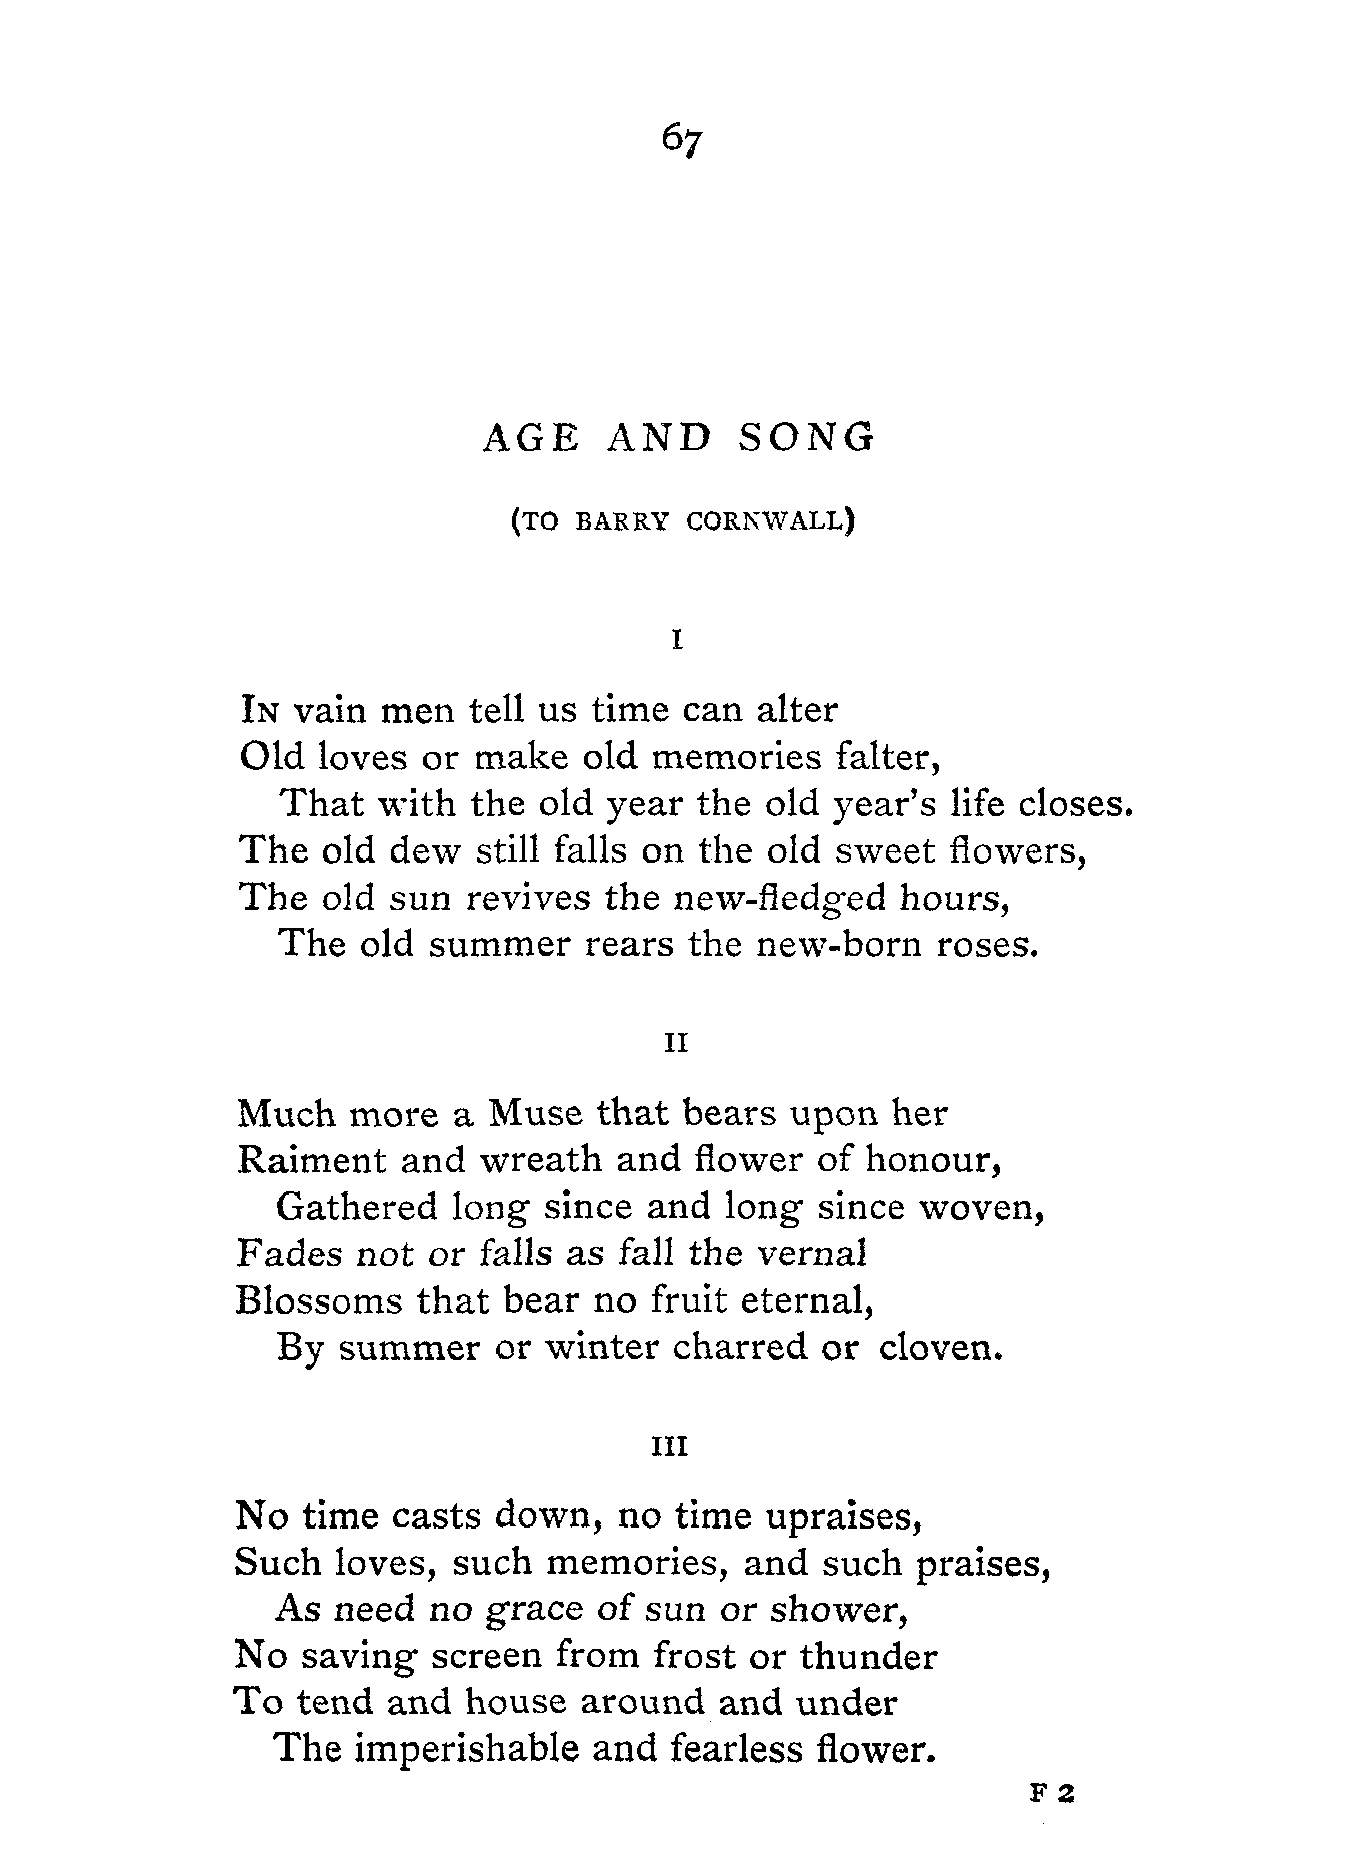 67
AGE AND SONG
(TO BARRY CORNWALL)
I
IN vain men tell us time can alter
Old loves or make old memories falter,
That with the old year the old year's life closes.
The old dew still falls on the old sweet flowers,
The old sun revives the new-fledged hours,
The old summer rears the new-born roses.
II
Much more a Muse that bears upon her
Raiment and wreath and flower of honour,
Gathered long since and long since woven,
Fades not or falls as fall the vernal
Blossoms that bear no fruit eternal,
By summer or winter charred or cloven.
III
No time casts down, no time upraises,
Such loves, such memories, and such praises,
As need no grace of sun or shower,
No saving screen from frost or thunder
To tend and house around and under
The imperishable and fearless flower.
F 2